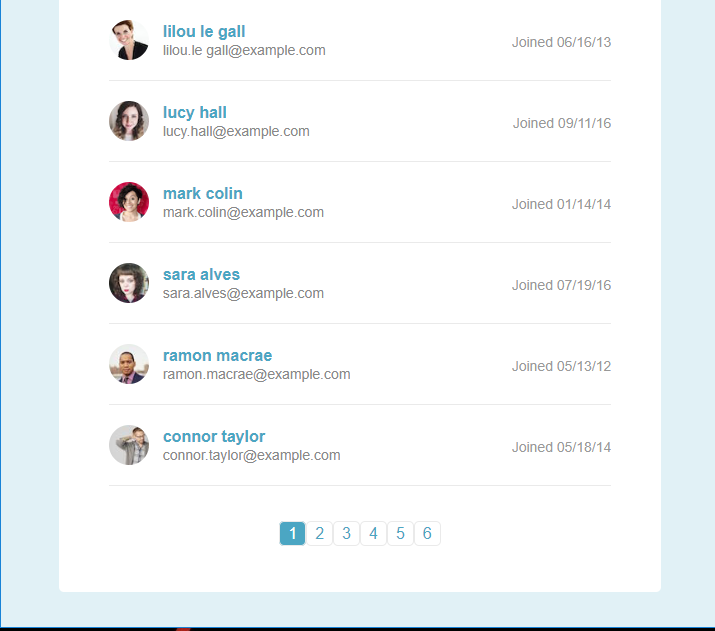 lilou le gall
lilou.le gall@example.com
Joined 06/16/13
lucy hall
lucy.hall@example.com
Joined 09/11/16
mark colin
mark.colin@example.com
Joined 01/14/14
sara alves
sara.alves@example.com
Joined 07/19/16
ramon macrae
ramon.macrae@example.com
Joined 05/13/12
connor taylor
connor.taylor@example.com
Joined 05/18/14
1 2 3 4 5 6